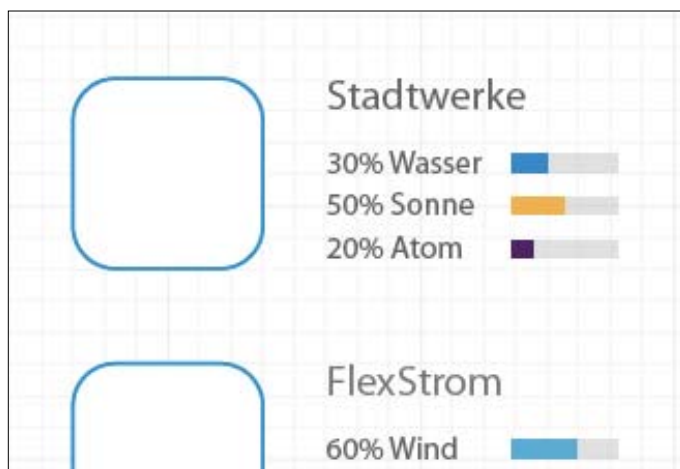 Stadtwerke
30% Wasser
50% Sonne
20% Atom
FlexStrom
60% Wind